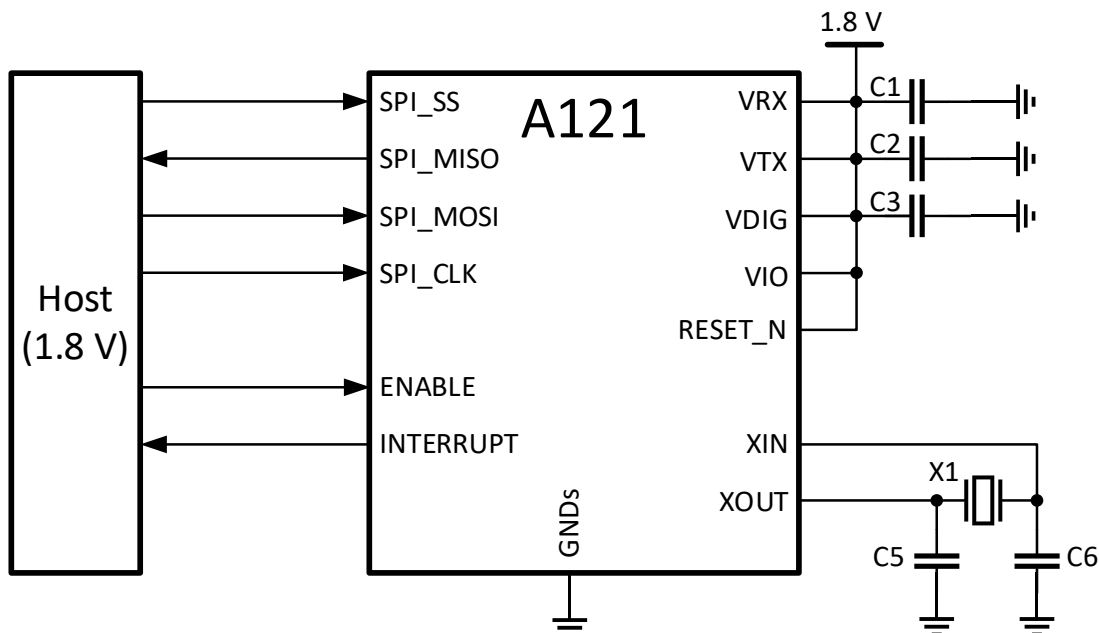 1.8 V
Host
(1.8 V)
A121
SPI_SS
SPI_MISO
SPI_MOSI
SPI_CLK
ENABLE
INTERRUPT
GNDs
VRX
VTX
VDIG
VIO
RESET_N
XIN
XOUT
C1
C2
C3
X1
C5
C6